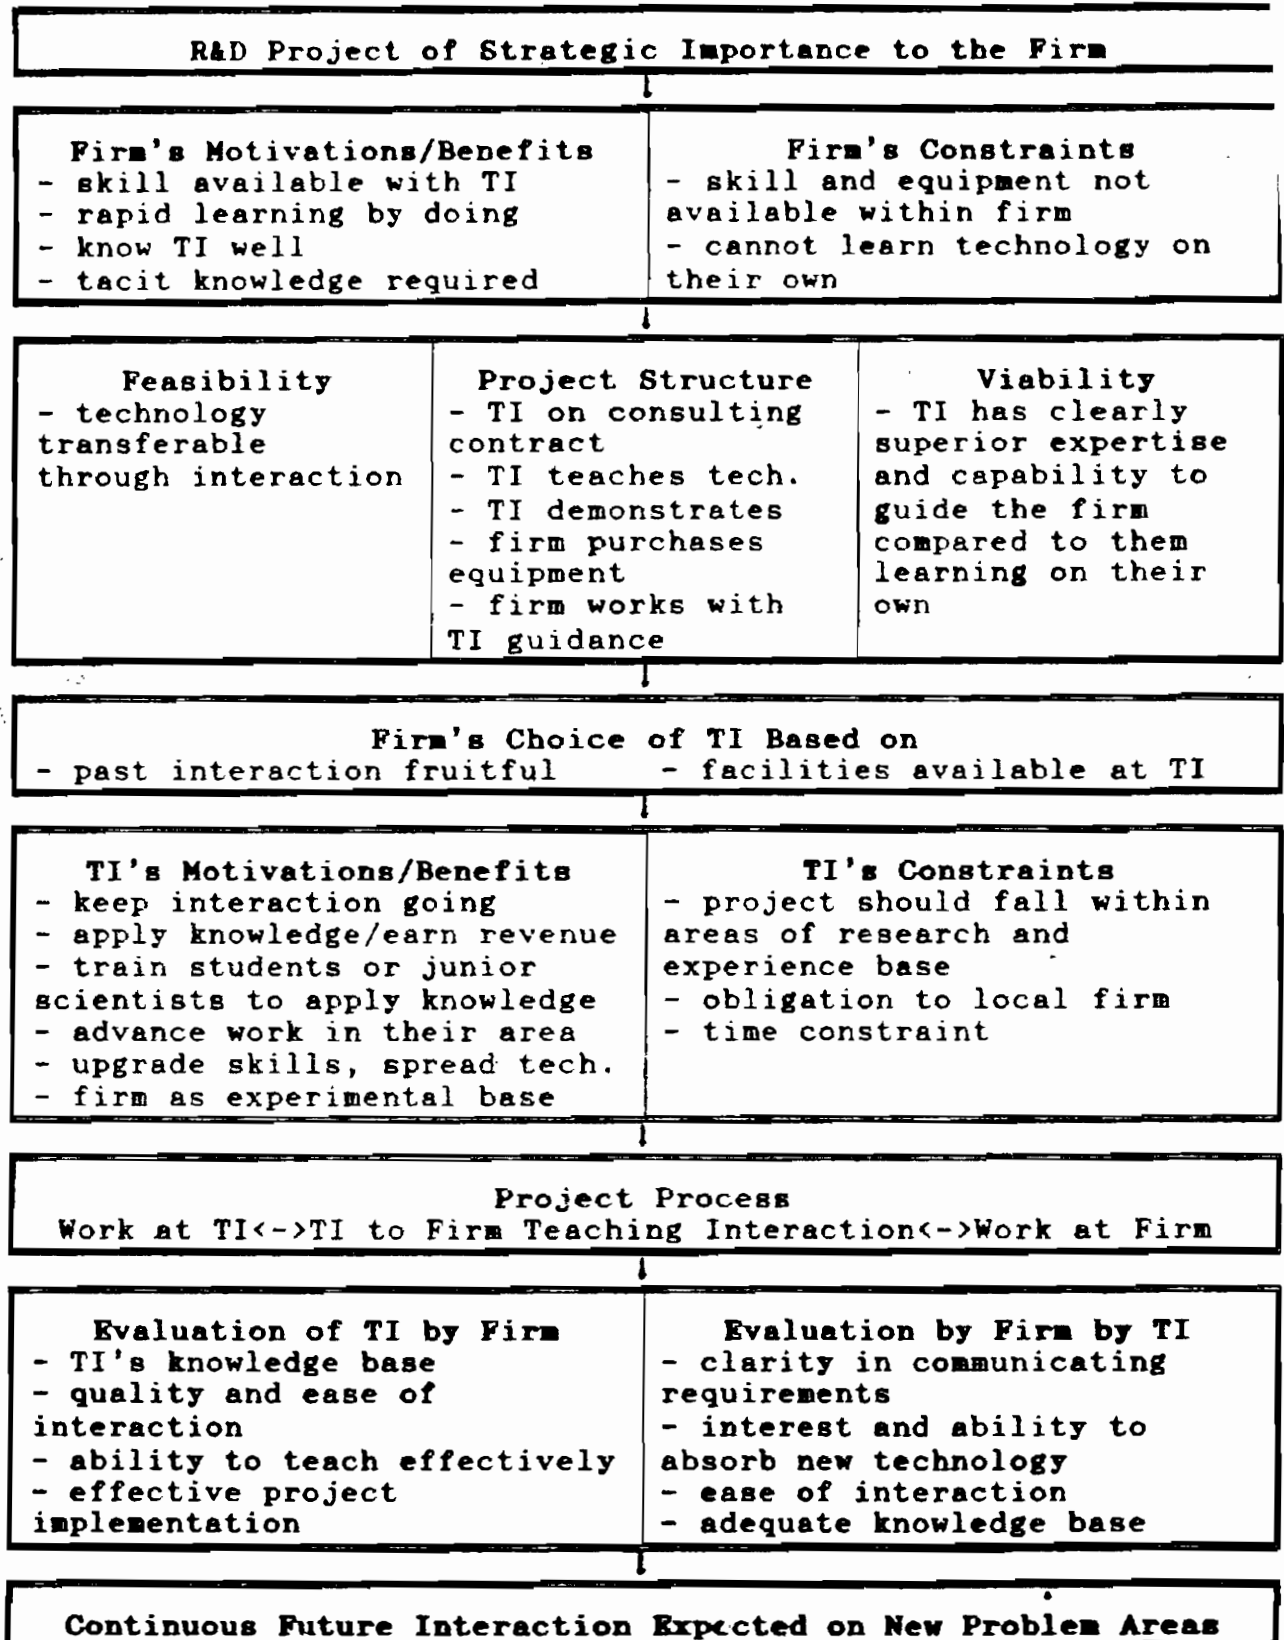 R&D Project of Strategic Importance to the Firm
Firm's Motivations/Benefits
- skill available with TI
- rapid learning by doing
- know TI well
- tacit knowledge required
Firm's Constraints
- skill and equipment not
available within firm
- cannot learn technology on
their own
Feasibility
- technology
transferable
through interaction
Project Structure
- TI on consulting
contract
- TI teaches tech.
- TI demonstrates
- firm purchases
equipment
- firm works with
TI guidance
Viability
- TI has clearly
superior expertise
and capability to
guide the firm
compared to them
learning on their
own
Firm's Choice of TI Based on
- past interaction fruitful - facilities available at TI
TI's Motivations/Benefits
- keep interaction going
- apply knowledge/earn revenue
- train students or junior
scientists to apply knowledge
- advance work in their area
- upgrade skills, spread tech.
- firm as experimental base
TI's Constraints
- project should fall within
areas of research and
experience base
- obligation to local firm
- time constraint
Project Process
Work at TI<->TI to Firm Teaching Interaction<->Work at Firm
Evaluation of TI by Firm
- TI's knowledge base
- quality and ease of
interaction
- ability to teach effectively
- effective project
implementation
Evaluation by Firm by TI
- clarity in communicating
requirements
- interest and ability to
absorb new technology
- ease of interaction
- adequate knowledge base
Continuous Future Interaction Expected on New Problem Areas